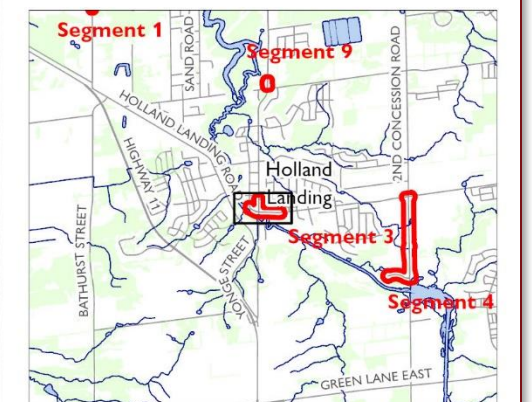 Segment 1
SAND ROAD
Segment 9
2ND CONCESSION ROAD
HOLLAND LANDING ROAD
HIGHWAY 11
Holland
Landing
BATHURST STREET
YONGE STREET
Segment 3
Segment 4
GREEN LANE EAST